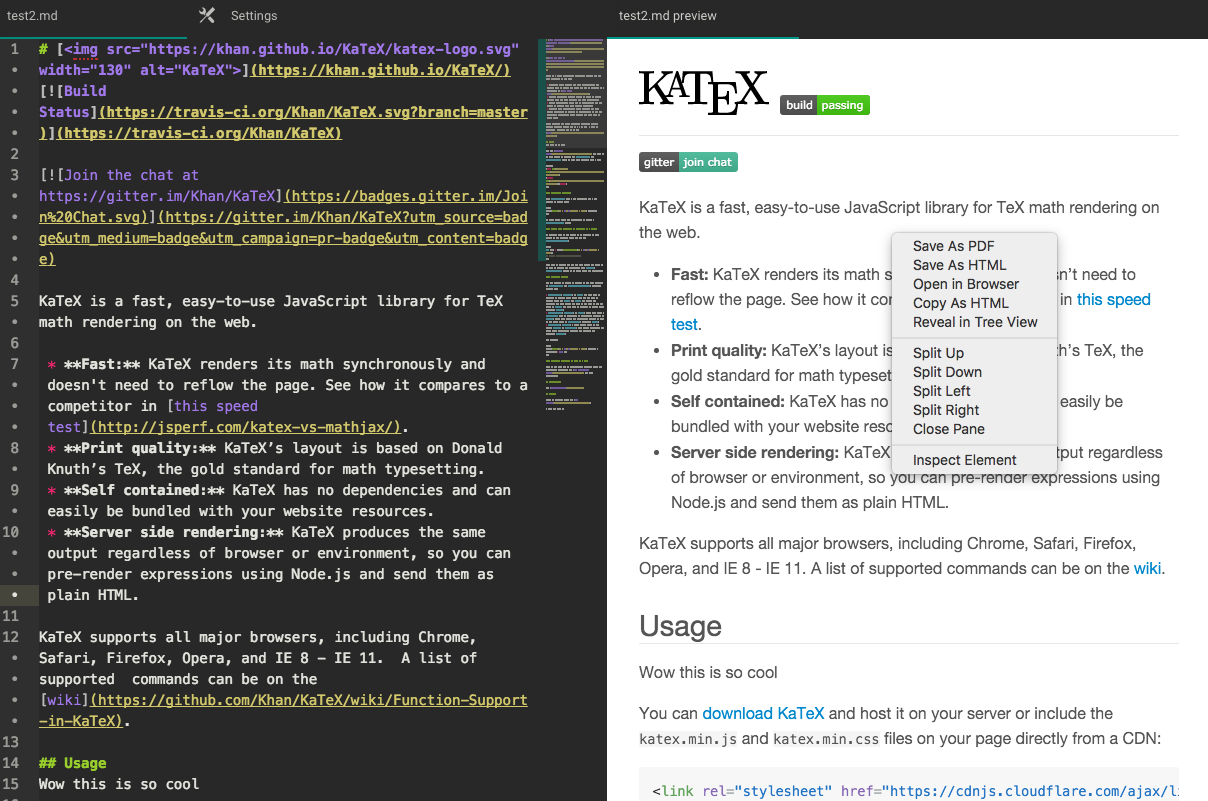 test2.md
Settings
test2.md preview
1 # [<img src="https://khan.github.io/KaTeX/katex-logo.svg"
width="130" alt="KaTeX">](https://khan.github.io/KaTeX/)
[![Build
Status](https://travis-ci.org/Khan/KaTeX.svg?branch=master
)](https://travis-ci.org/Khan/KaTeX)
2
3 [![Join the chat at
https://gitter.im/Khan/KaTeX](https://badges.gitter.im/Joi
n%20Chat.svg)](https://gitter.im/Khan/KaTeX?utm_source=bad
ge&utm_medium=badge&utm_campaign=pr-badge&utm_content=badg
e)
4
5 KaTeX is a fast, easy-to-use JavaScript library for TeX
math rendering on the web.
6
7 * **Fast:** KaTeX renders its math synchronously and
doesn't need to reflow the page. See how it compares to a
competitor in [this speed
test](http://jsperf.com/katex-vs-mathjax/).
8 * **Print quality:** KaTeX’s layout is based on Donald
Knuth’s TeX, the gold standard for math typesetting.
9 * **Self contained:** KaTeX has no dependencies and can
easily be bundled with your website resources.
10 * **Server side rendering:** KaTeX produces the same
output regardless of browser or environment, so you can
pre-render expressions using Node.js and send them as
plain HTML.
11
12 KaTeX supports all major browsers, including Chrome,
Safari, Firefox, Opera, and IE 8 - IE 11.  A list of
supported  commands can be on the
[wiki](https://github.com/Khan/KaTeX/wiki/Function-Support
-in-KaTeX).
13
14 ## Usage
15 Wow this is so cool
KATEX
build passing
gitter join chat
KaTeX is a fast, easy-to-use JavaScript library for TeX math rendering on
the web.
• Fast: KaTeX renders its math s
sn’t need to
reflow the page. See how it cor
in this speed
test.
• Print quality: KaTeX’s layout is
th’s TeX, the
gold standard for math typeset
• Self contained: KaTeX has no
easily be
bundled with your website reso
• Server side rendering: KaTeX
tput regardless
of browser or environment, so you can pre-render expressions using
Node.js and send them as plain HTML.
Save As PDF
Save As HTML
Open in Browser
Copy As HTML
Reveal in Tree View
Split Up
Split Down
Split Left
Split Right
Close Pane
Inspect Element
KaTeX supports all major browsers, including Chrome, Safari, Firefox,
Opera, and IE 8 - IE 11. A list of supported commands can be on the wiki.
Usage
Wow this is so cool
You can download KaTeX and host it on your server or include the
katex.min.js and katex.min.css files on your page directly from a CDN:
<link rel="stylesheet" href="https://cdnjs.cloudflare.com/ajax/li